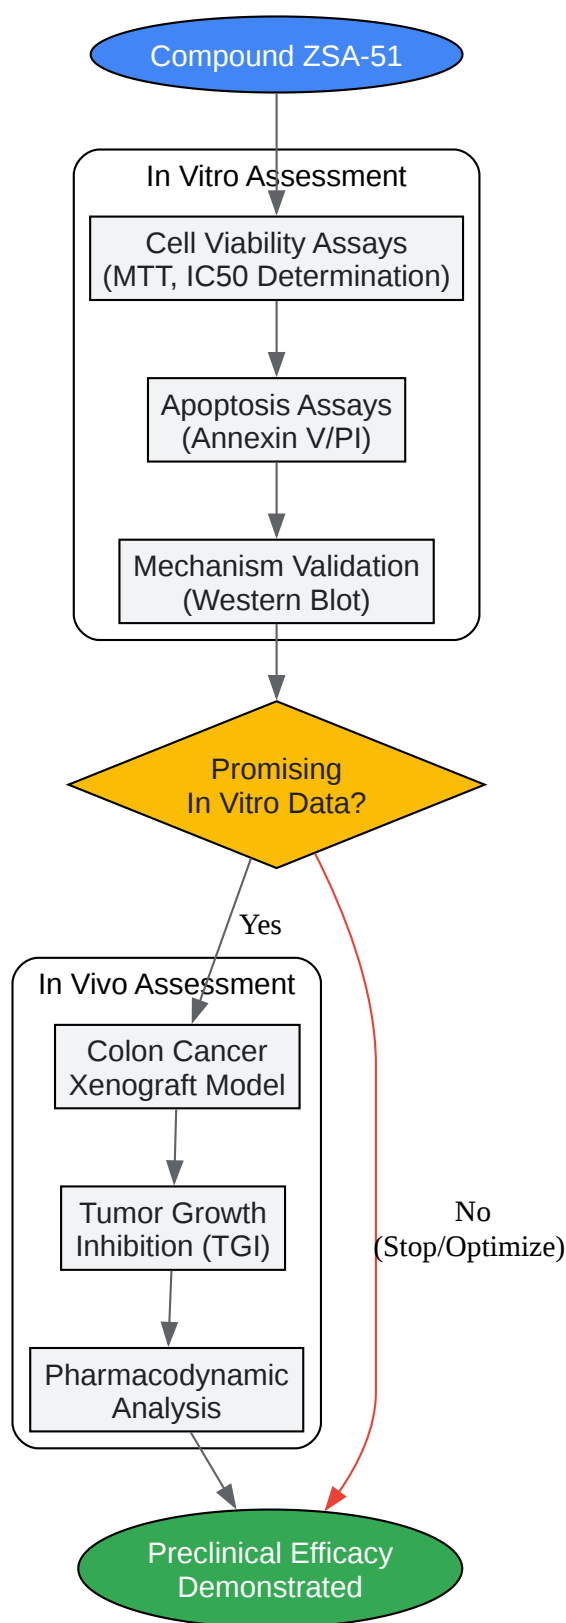 Compound ZSA-51
In Vitro Assessment
Cell Viability Assays
(MTT, IC50 Determination)
Apoptosis Assays
(Annexin V/PI)
Mechanism Validation
(Western Blot)
Promising
In Vitro Data?
Yes
In Vivo Assessment
Colon Cancer
Xenograft Model
Tumor Growth
Inhibition (TGI)
No
(Stop/Optimize)
Pharmacodynamic
Analysis
Preclinical Efficacy
Demonstrated